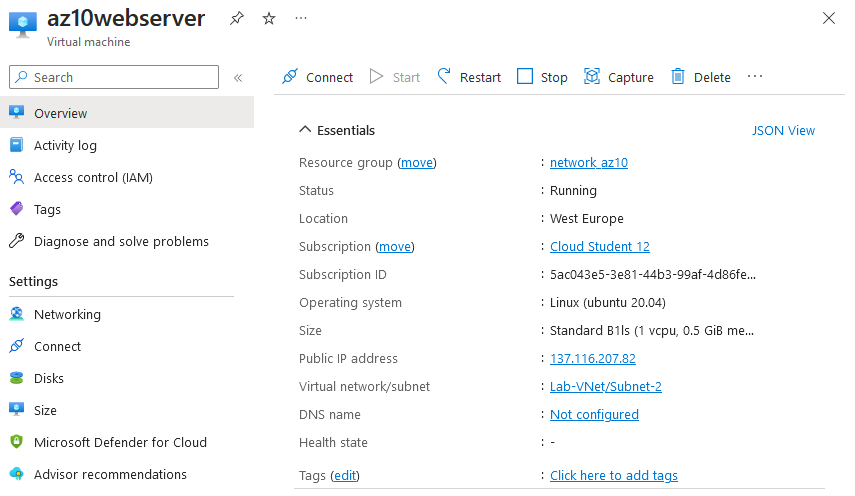 az10webserver
Virtual machine
Search
Connect Start Restart Stop Capture Delete
Overview
Activity log
Access control (IAM)
Tags
Diagnose and solve problems
Settings
Networking
Connect
Disks
Size
Microsoft Defender for Cloud
Advisor recommendations
Essentials
JSON View
Resource group (move) : network_az10
Status : Running
Location : West Europe
Subscription (move) : Cloud Student 12
Subscription ID : 5ac043e5-3e81-44b3-99af-4d86fe...
Operating system : Linux (ubuntu 20.04)
Size : Standard B1ls (1 vcpu, 0.5 GiB me...
Public IP address : 137.116.207.82
Virtual network/subnet : Lab-VNet/Subnet-2
DNS name : Not configured
Health state : -
Tags (edit) : Click here to add tags